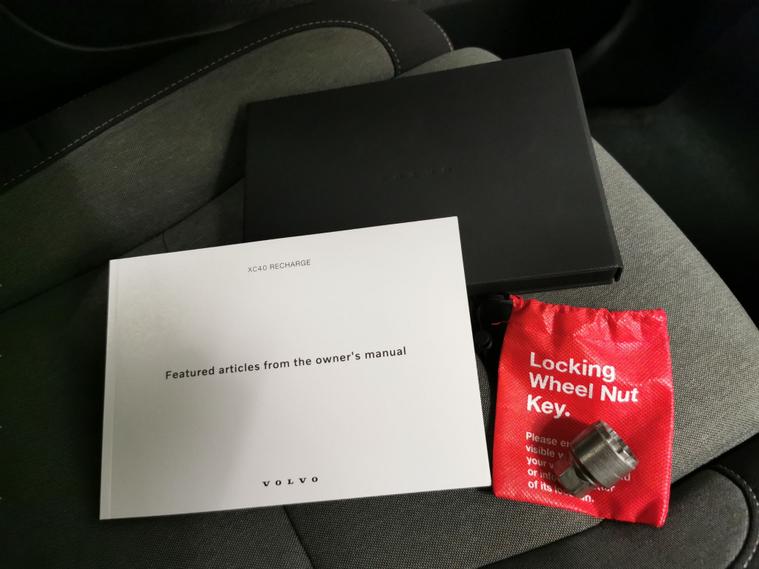 VOLVO
XC40 RECHARGE
Featured articles from the owner's manual
VOLVO
Locking
Wheel Nut
Key.
Please
visible
your
or
of its